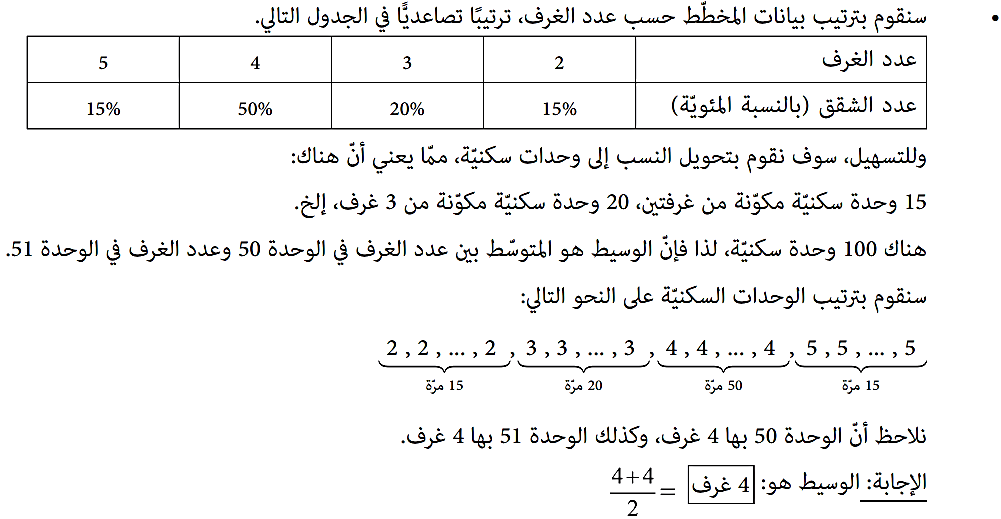 • سنقوم بترتيب بيانات المخطّط حسب عدد الغرف، ترتيبًا تصاعديًّا في الجدول التالي.
عدد الغرف 2 3 4 5
عدد الشقق (بالنسبة المئويّة) 15% 20% 50% 15%
وللتسهيل، سوف نقوم بتحويل النسب إلى وحدات سكنيّة، ممّا يعني أنّ هناك:
15 وحدة سكنيّة مكوّنة من غرفتين، 20 وحدة سكنيّة مكوّنة من 3 غرف، إلخ.
هناك 100 وحدة سكنيّة، لذا فإنّ الوسيط هو المتوسّط بين عدد الغرف في الوحدة 50 وعدد الغرف في الوحدة 51.
سنقوم بترتيب الوحدات السكنيّة على النحو التالي:
2 , 2 , ... , 2 , 3 , 3 , ... , 3 , 4 , 4 , ... , 4 , 5 , 5 , ... , 5
15 مرّة 20 مرّة 50 مرّة 15 مرّة
نلاحظ أنّ الوحدة 50 بها 4 غرف، وكذلك الوحدة 51 بها 4 غرف.
الإجابة: الوسيط هو: 4 غرف = \frac{4+4}{2}